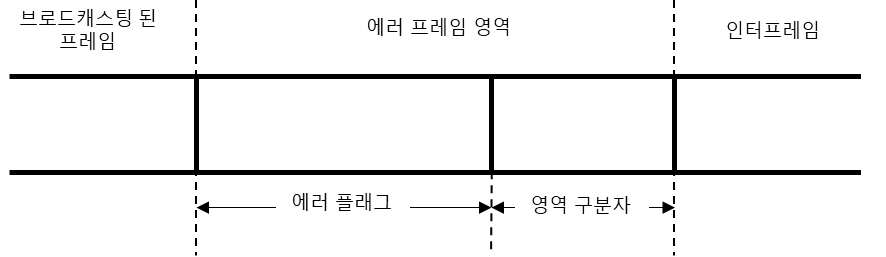 브로드캐스팅 된
프레임
에러 프레임 영역
인터프레임
에러 플래그
영역 구분자